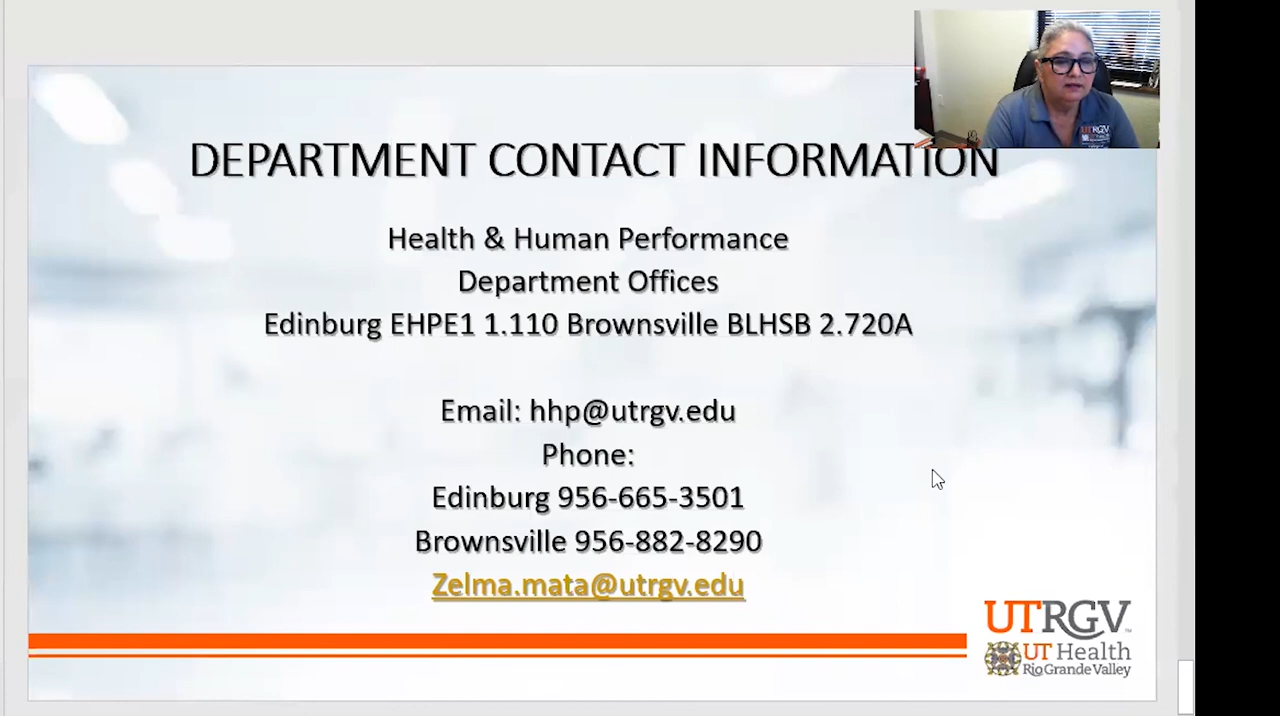 UTRGV
DEPARTMENT CONTACT INFORMATION
Health & Human Performance
Department Offices
Edinburg EHPE1 1.110 Brownsville BLHSB 2.720A
Email: hhp@utrgv.edu
Phone:
Edinburg 956-665-3501
Brownsville 956-882-8290
Zelma.mata@utrgv.edu
UTRGV™
UT Health
Rio Grande Valley